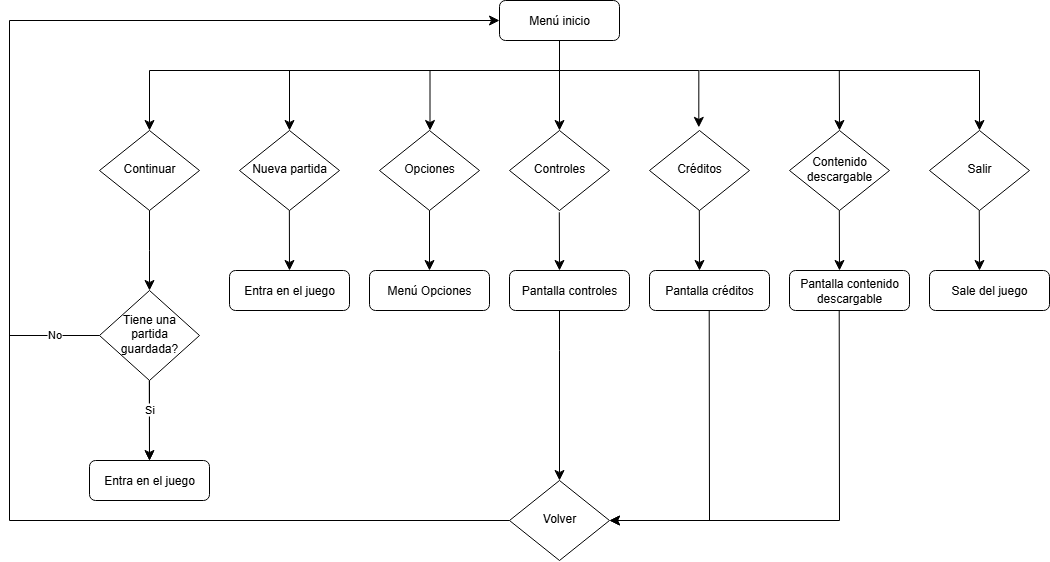 Menú inicio
Continuar
Nueva partida
Opciones
Controles
Créditos
Contenido
descargable
Salir
Entra en el juego
Menú Opciones
Pantalla controles
Pantalla créditos
Pantalla contenido
descargable
Sale del juego
Tiene una
partida
guardada?
No
Si
Entra en el juego
Volver